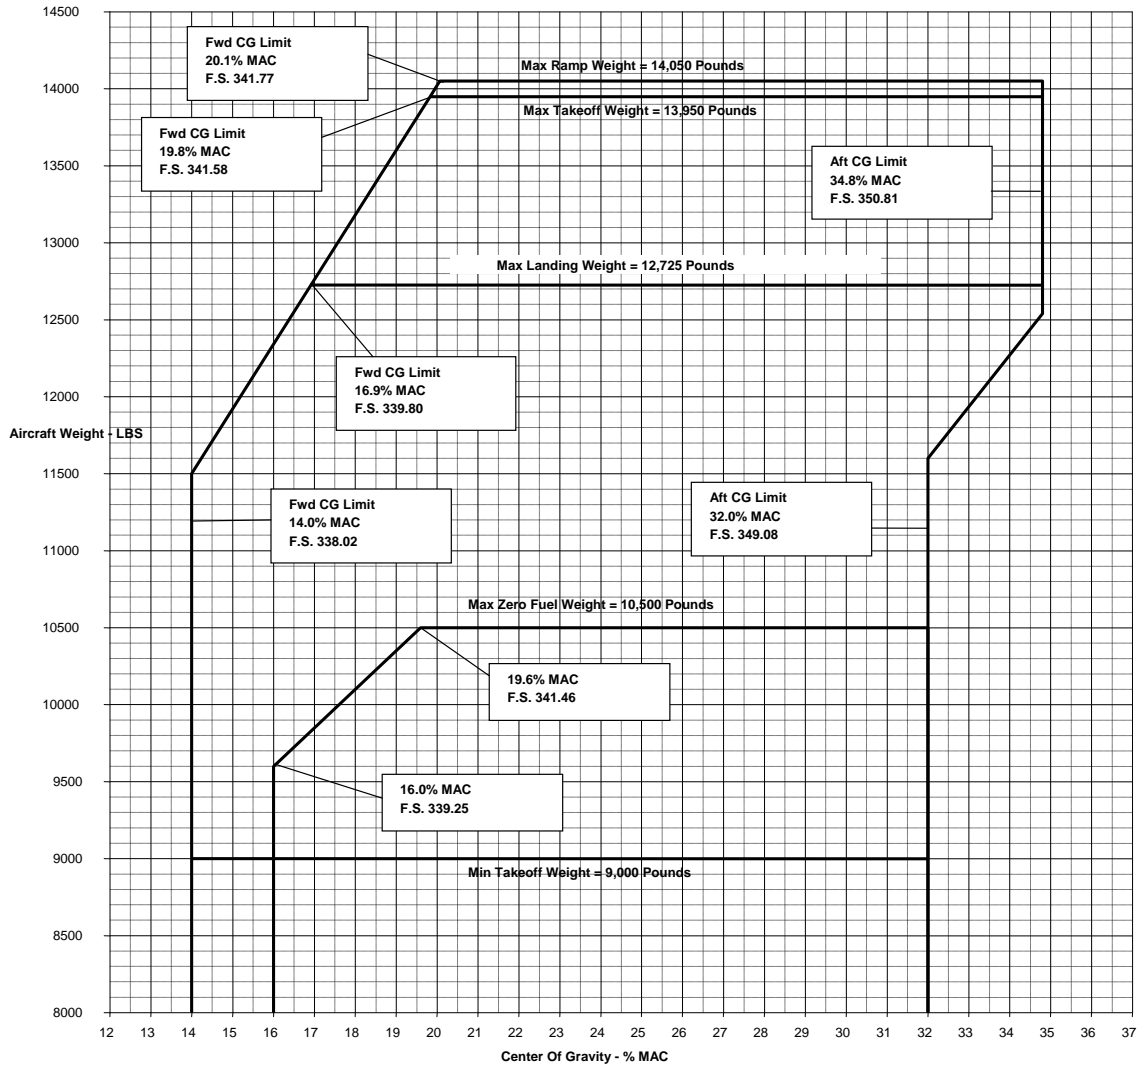 14500
Fwd CG Limit
20.1% MAC
F.S. 341.77
Max Ramp Weight = 14,050 Pounds
14000
Max Takeoff Weight = 13,950 Pounds
Fwd CG Limit
19.8% MAC
F.S. 341.58
13500
Aft CG Limit
34.8% MAC
F.S. 350.81
13000
Max Landing Weight = 12,725 Pounds
12500
Fwd CG Limit
16.9% MAC
F.S. 339.80
12000
Aircraft Weight - LBS
11500
Fwd CG Limit
14.0% MAC
F.S. 338.02
Aft CG Limit
32.0% MAC
F.S. 349.08
11000
Max Zero Fuel Weight = 10,500 Pounds
10500
19.6% MAC
F.S. 341.46
10000
9500
16.0% MAC
F.S. 339.25
9000
Min Takeoff Weight = 9,000 Pounds
8500
8000
12 13 14 15 16 17 18 19 20 21 22 23 24 25 26 27 28 29 30 31 32 33 34 35 36 37
Center Of Gravity - % MAC